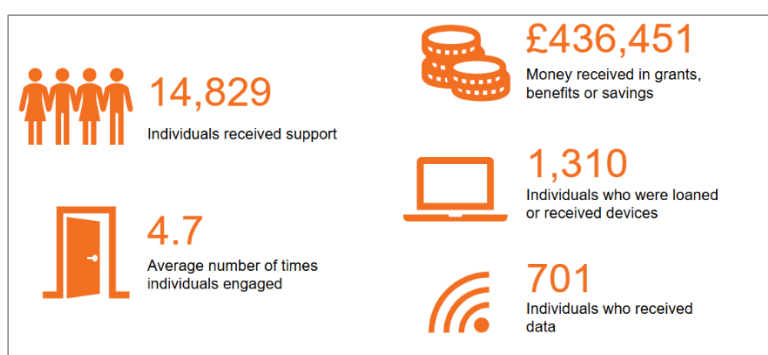 14,829
Individuals received support
4.7
Average number of times
individuals engaged
£436,451
Money received in grants,
benefits or savings
1,310
Individuals who were loaned
or received devices
701
Individuals who received
data